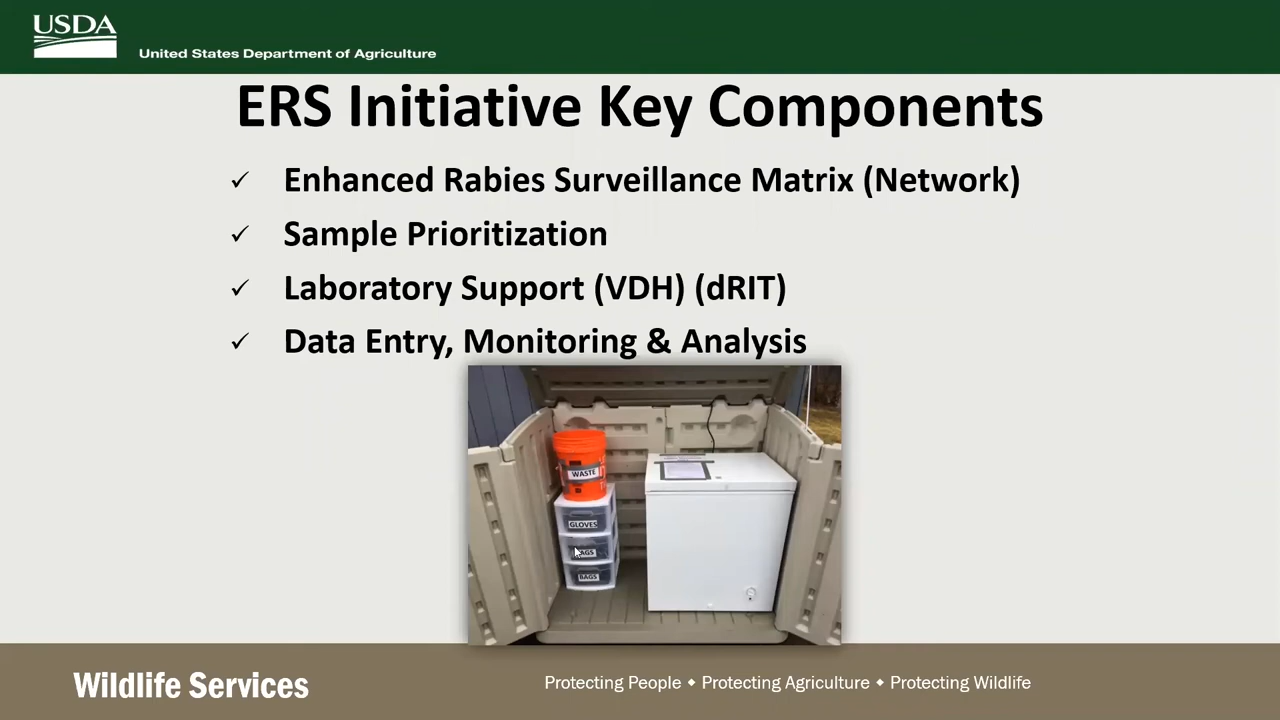 USDA
United States Department of Agriculture
ERS Initiative Key Components
✓ Enhanced Rabies Surveillance Matrix (Network)
✓ Sample Prioritization
✓ Laboratory Support (VDH) (dRIT)
✓ Data Entry, Monitoring & Analysis
WASTE
GLOVES
BAGS
Wildlife Services
Protecting People ◆ Protecting Agriculture ◆ Protecting Wildlife